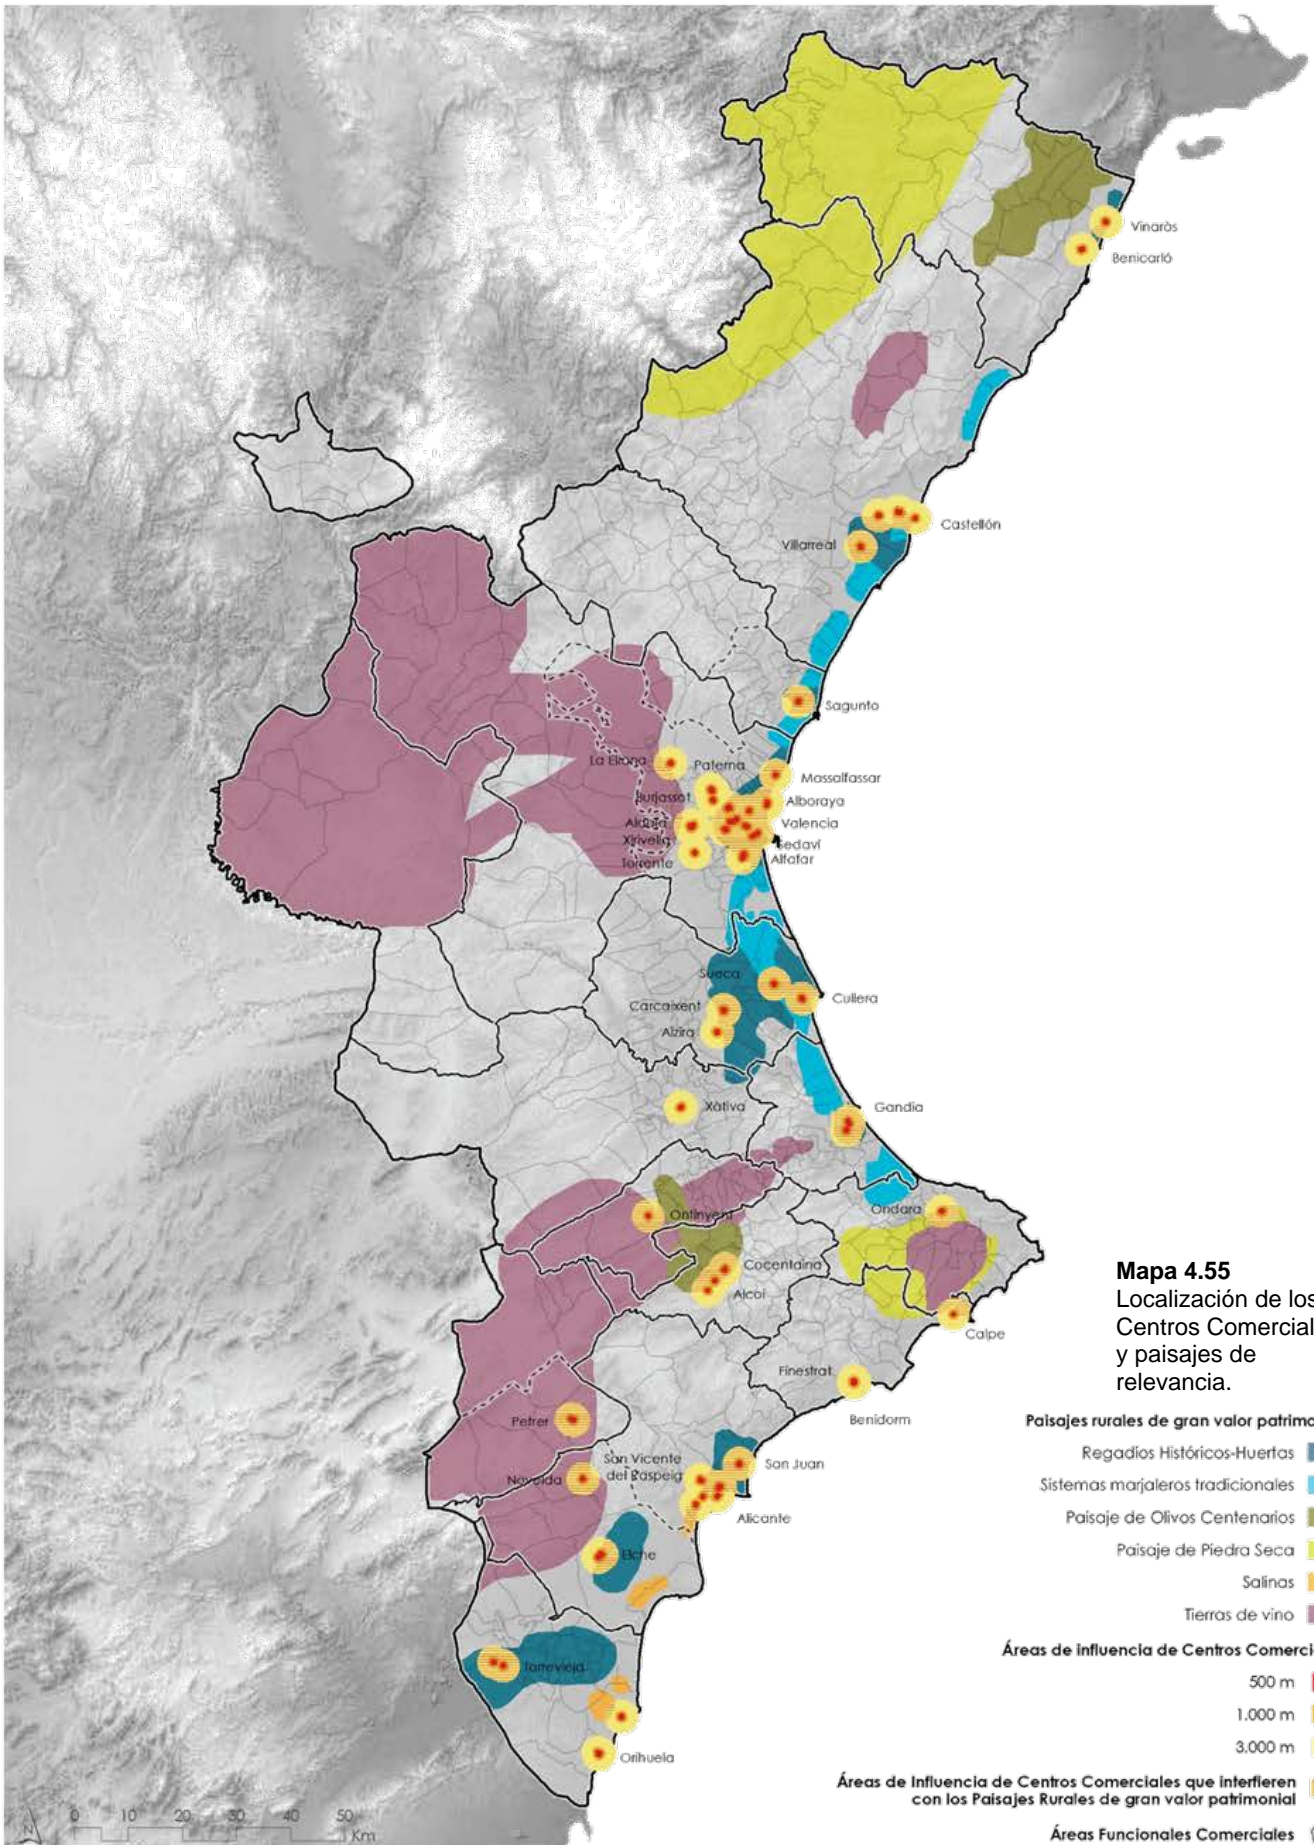 Vinaròs
Benicarló
Castellón
Villarreal
Sagunto
La Eliana
Paterna
Massalfassar
Burjassot
Alboraya
Aldaia
Valencia
Xirivella
Sedaví
Torrente
Alfafar
Sueca
Cullera
Carcaixent
Alzira
Xàtiva
Gandia
Ontinyent
Ondara
Cocentaina
Alcoi
Calpe
Finestrat
Benidorm
Petrer
San Vicente
del Raspeig
San Juan
Novelda
Alicante
Elche
Torrevieja
Orihuela
Mapa 4.55
Localización de los
Centros Comercial
y paisajes de
relevancia.
Paisajes rurales de gran valor patrimo
Regadíos Históricos-Huertas
Sistemas marjaleros tradicionales
Paisaje de Olivos Centenarios
Paisaje de Piedra Seca
Salinas
Tierras de vino
Áreas de influencia de Centros Comerci
500 m
1.000 m
3.000 m
Áreas de Influencia de Centros Comerciales que interfieren
con los Paisajes Rurales de gran valor patrimonial
Áreas Funcionales Comerciales
N
0 10 20 30 40 50
Km